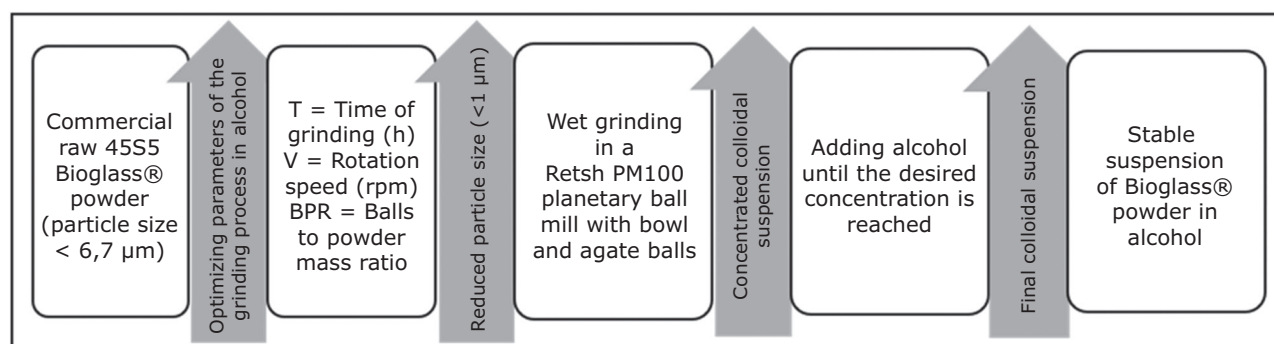 Commercial
raw 45S5
Bioglass®
powder
(particle size
< 6,7 µm)
Optimizing parameters of the
grinding process in alcohol
T = Time of
grinding (h)
V = Rotation
speed (rpm)
BPR = Balls
to powder
mass ratio
Reduced particle size (<1 µm)
Wet grinding
in a
Retsh PM100
planetary ball
mill with bowl
and agate balls
Concentrated colloidal
suspension
Adding alcohol
until the desired
concentration is
reached
Final colloidal suspension
Stable
suspension
of Bioglass®
powder in
alcohol